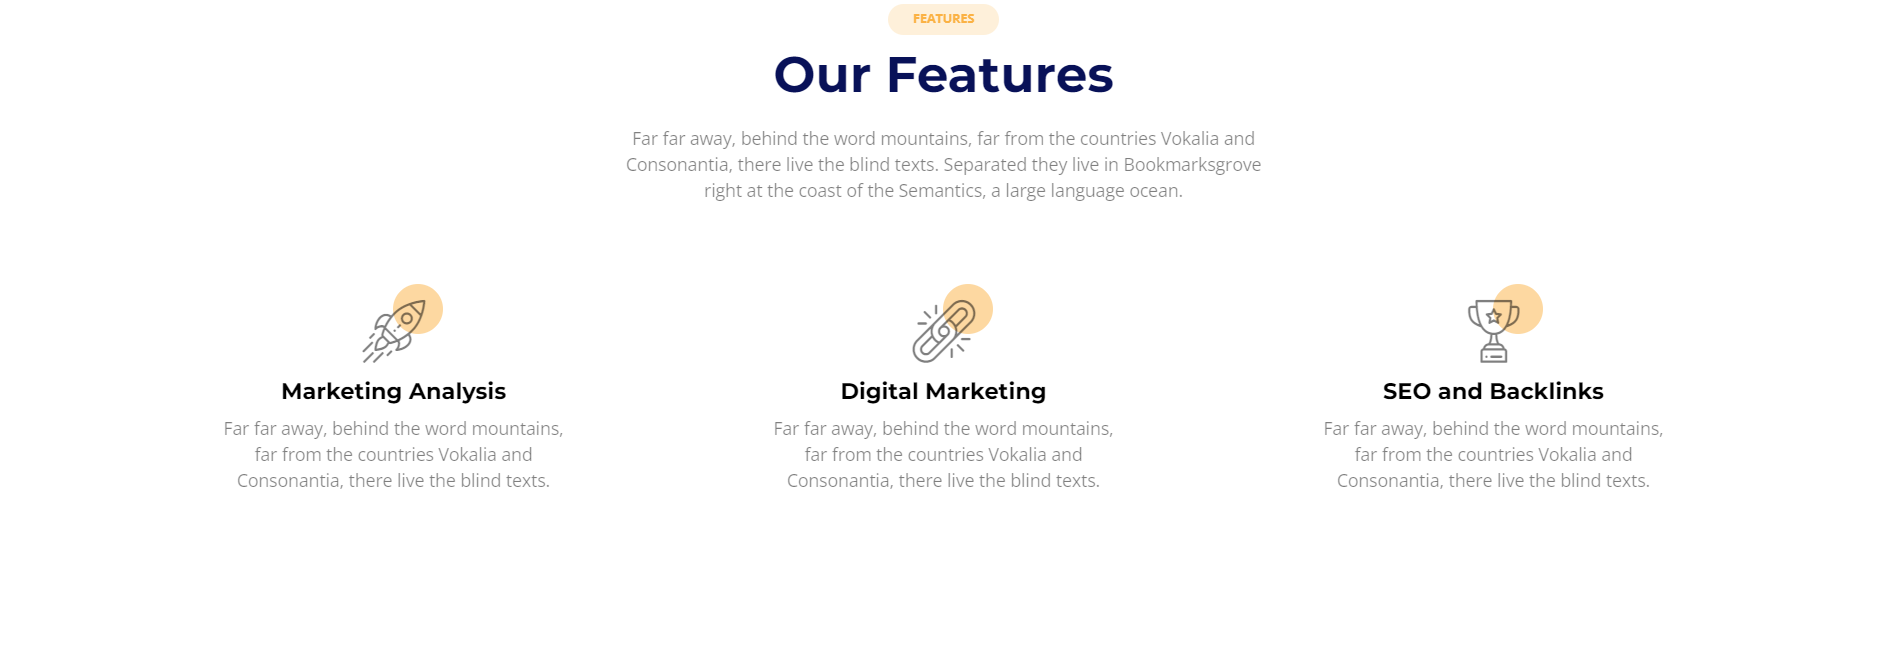 FEATURES
Our Features
Far far away, behind the word mountains, far from the countries Vokalia and
Consonantia, there live the blind texts. Separated they live in Bookmarksgrove
right at the coast of the Semantics, a large language ocean.
Marketing Analysis
Far far away, behind the word mountains,
far from the countries Vokalia and
Consonantia, there live the blind texts.
Digital Marketing
Far far away, behind the word mountains,
far from the countries Vokalia and
Consonantia, there live the blind texts.
SEO and Backlinks
Far far away, behind the word mountains,
far from the countries Vokalia and
Consonantia, there live the blind texts.